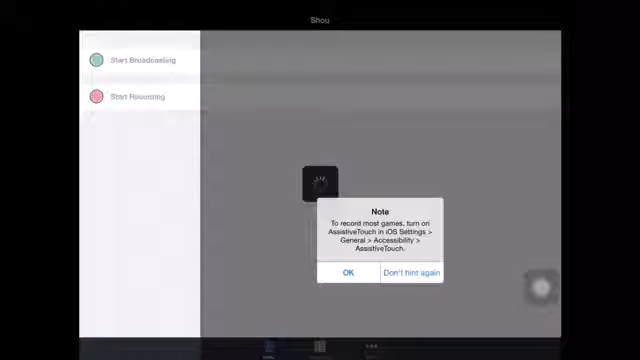 Shou
Start Broadcasting
Start Recording
Note
To record most games, turn on
AssistiveTouch in iOS Settings >
General > Accessibility >
AssistiveTouch.
OK
Don't hint again